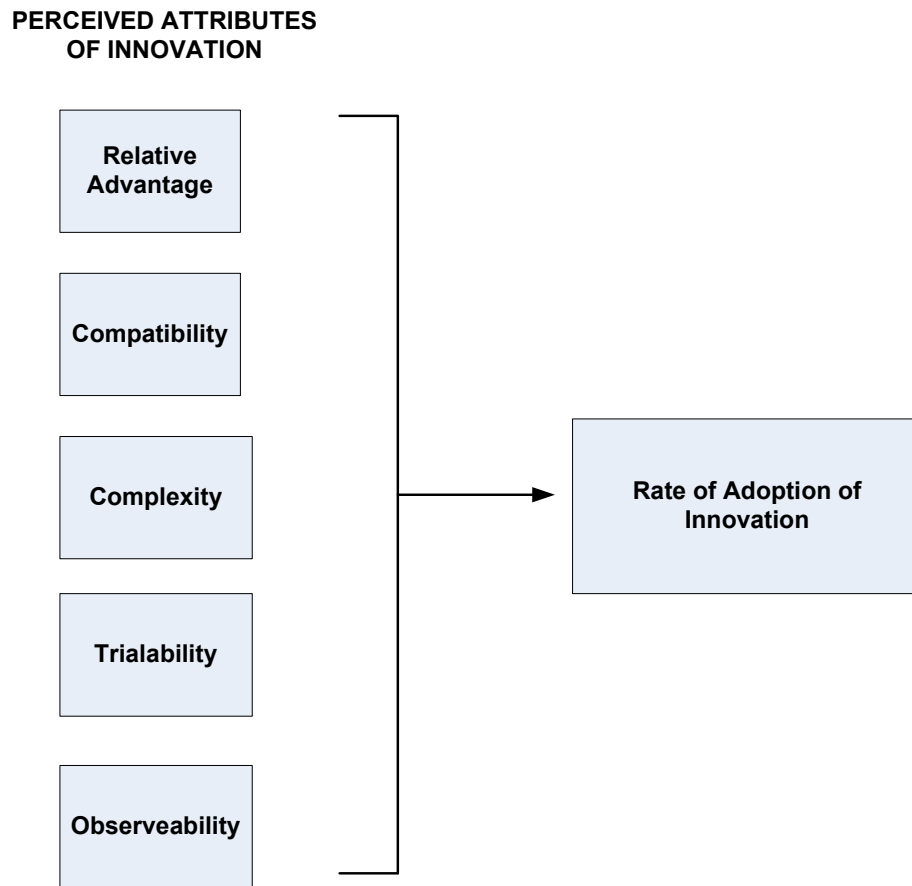 PERCEIVED ATTRIBUTES
OF INNOVATION
Relative
Advantage
Compatibility
Complexity
Rate of Adoption of
Innovation
Trialability
Observeability